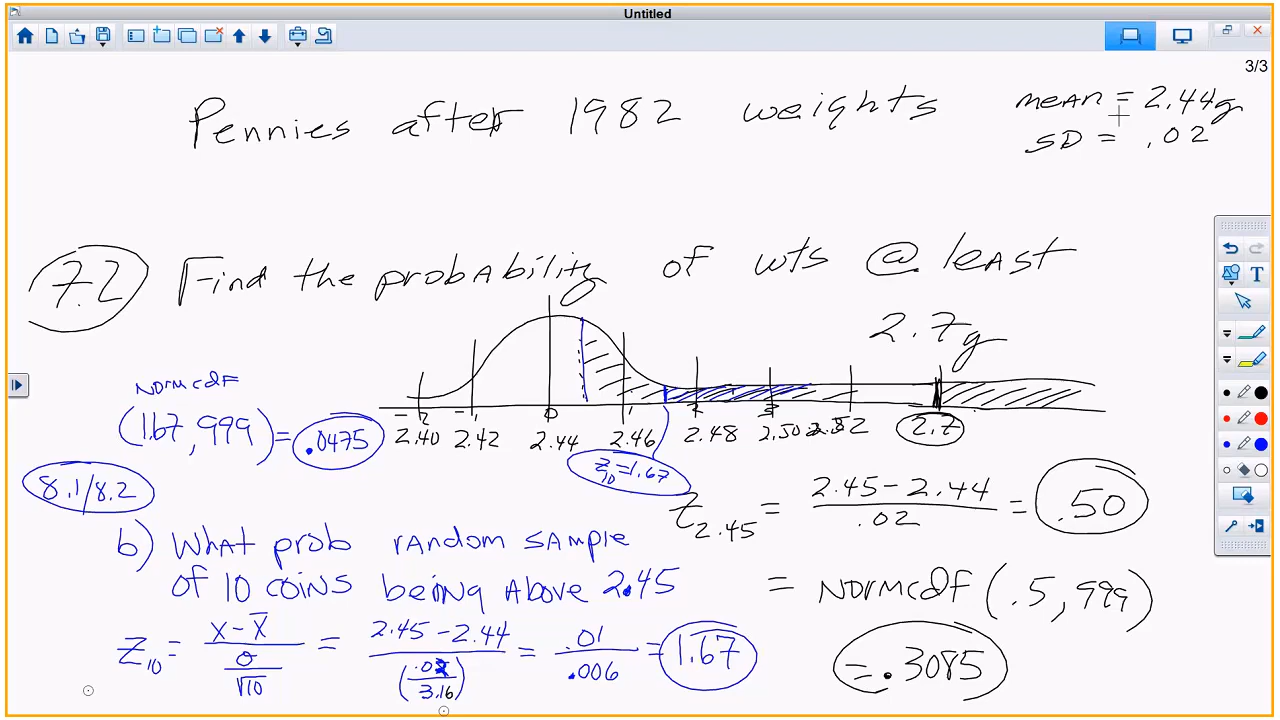 Untitled
3/3
Pennies after 1982 weights
mean = 2.44g
SD = .02
7.2 Find the probability of wts @ least
2.7g
Normcdf
(1.67, 999) = .0475
-2 -1 0 1 2 3
2.40 2.42 2.44 2.46 2.48 2.50 2.7
z10 = 1.67
8.1/8.2
z2.45 = (2.45 - 2.44)/.02 = .50
b) What prob random sample
of 10 coins being above 2.45
= Normcdf (.5, 999)
Z10 = (x - x̄)/(σ/√10) = (2.45 - 2.44)/(.02/3.16) = .01/.006 = 1.67
= .3085
T